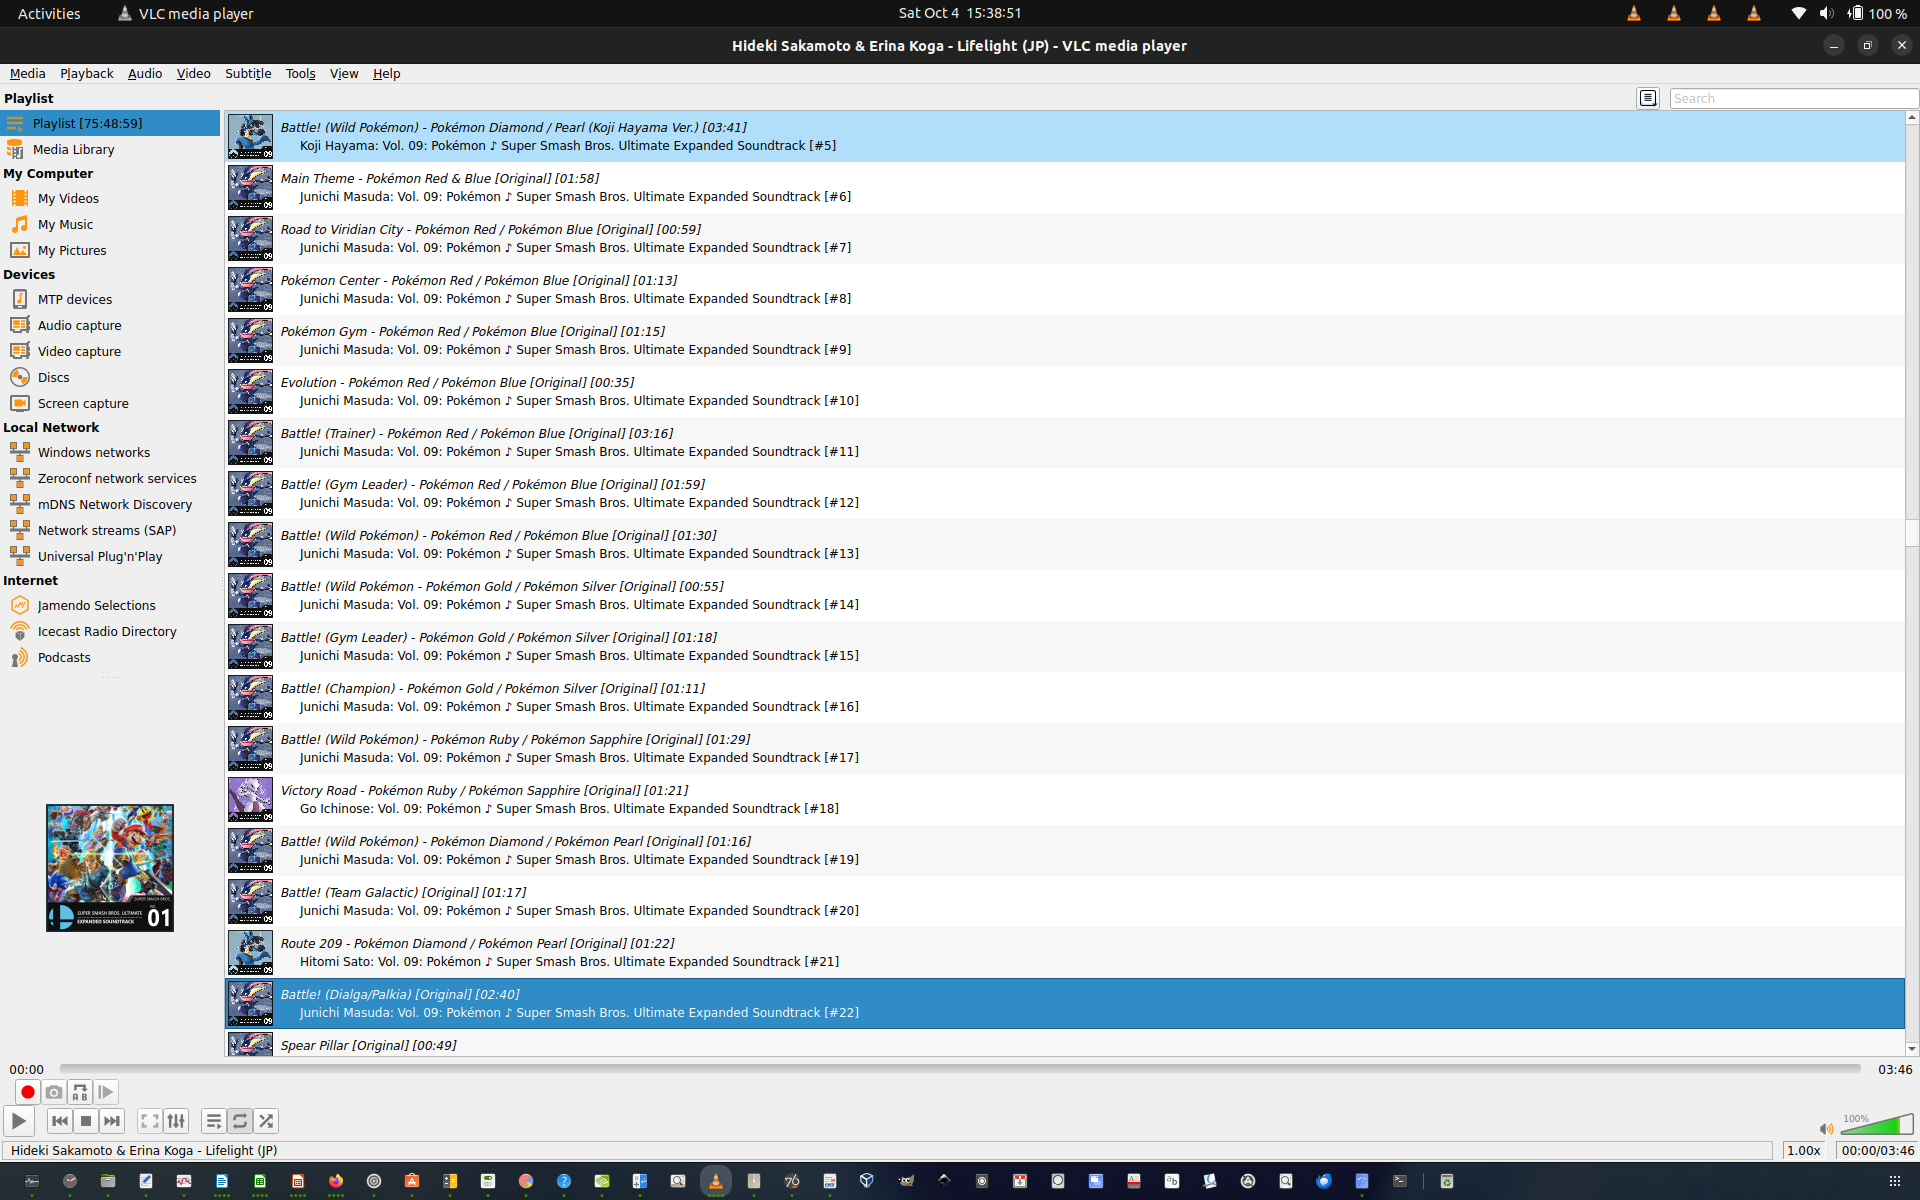 Activities
VLC media player
Sat Oct 4 15:38:51
100 %
Hideki Sakamoto & Erina Koga - Lifelight (JP) - VLC media player
Media Playback Audio Video Subtitle Tools View Help
Playlist
Search
Playlist [75:48:59]
Media Library
My Computer
My Videos
My Music
My Pictures
Devices
MTP devices
Audio capture
Video capture
Discs
Screen capture
Local Network
Windows networks
Zeroconf network services
mDNS Network Discovery
Network streams (SAP)
Universal Plug'n'Play
Internet
Jamendo Selections
Icecast Radio Directory
Podcasts
SUPER SMASH BROS. ULTIMATE
EXPANDED SOUNDTRACK
01
Battle! (Wild Pokémon) - Pokémon Diamond / Pearl (Koji Hayama Ver.) [03:41]
Koji Hayama: Vol. 09: Pokémon ♪ Super Smash Bros. Ultimate Expanded Soundtrack [#5]
Main Theme - Pokémon Red & Blue [Original] [01:58]
Junichi Masuda: Vol. 09: Pokémon ♪ Super Smash Bros. Ultimate Expanded Soundtrack [#6]
Road to Viridian City - Pokémon Red / Pokémon Blue [Original] [00:59]
Junichi Masuda: Vol. 09: Pokémon ♪ Super Smash Bros. Ultimate Expanded Soundtrack [#7]
Pokémon Center - Pokémon Red / Pokémon Blue [Original] [01:13]
Junichi Masuda: Vol. 09: Pokémon ♪ Super Smash Bros. Ultimate Expanded Soundtrack [#8]
Pokémon Gym - Pokémon Red / Pokémon Blue [Original] [01:15]
Junichi Masuda: Vol. 09: Pokémon ♪ Super Smash Bros. Ultimate Expanded Soundtrack [#9]
Evolution - Pokémon Red / Pokémon Blue [Original] [00:35]
Junichi Masuda: Vol. 09: Pokémon ♪ Super Smash Bros. Ultimate Expanded Soundtrack [#10]
Battle! (Trainer) - Pokémon Red / Pokémon Blue [Original] [03:16]
Junichi Masuda: Vol. 09: Pokémon ♪ Super Smash Bros. Ultimate Expanded Soundtrack [#11]
Battle! (Gym Leader) - Pokémon Red / Pokémon Blue [Original] [01:59]
Junichi Masuda: Vol. 09: Pokémon ♪ Super Smash Bros. Ultimate Expanded Soundtrack [#12]
Battle! (Wild Pokémon) - Pokémon Red / Pokémon Blue [Original] [01:30]
Junichi Masuda: Vol. 09: Pokémon ♪ Super Smash Bros. Ultimate Expanded Soundtrack [#13]
Battle! (Wild Pokémon - Pokémon Gold / Pokémon Silver [Original] [00:55]
Junichi Masuda: Vol. 09: Pokémon ♪ Super Smash Bros. Ultimate Expanded Soundtrack [#14]
Battle! (Gym Leader) - Pokémon Gold / Pokémon Silver [Original] [01:18]
Junichi Masuda: Vol. 09: Pokémon ♪ Super Smash Bros. Ultimate Expanded Soundtrack [#15]
Battle! (Champion) - Pokémon Gold / Pokémon Silver [Original] [01:11]
Junichi Masuda: Vol. 09: Pokémon ♪ Super Smash Bros. Ultimate Expanded Soundtrack [#16]
Battle! (Wild Pokémon) - Pokémon Ruby / Pokémon Sapphire [Original] [01:29]
Junichi Masuda: Vol. 09: Pokémon ♪ Super Smash Bros. Ultimate Expanded Soundtrack [#17]
Victory Road - Pokémon Ruby / Pokémon Sapphire [Original] [01:21]
Go Ichinose: Vol. 09: Pokémon ♪ Super Smash Bros. Ultimate Expanded Soundtrack [#18]
Battle! (Wild Pokémon) - Pokémon Diamond / Pokémon Pearl [Original] [01:16]
Junichi Masuda: Vol. 09: Pokémon ♪ Super Smash Bros. Ultimate Expanded Soundtrack [#19]
Battle! (Team Galactic) [Original] [01:17]
Junichi Masuda: Vol. 09: Pokémon ♪ Super Smash Bros. Ultimate Expanded Soundtrack [#20]
Route 209 - Pokémon Diamond / Pokémon Pearl [Original] [01:22]
Hitomi Sato: Vol. 09: Pokémon ♪ Super Smash Bros. Ultimate Expanded Soundtrack [#21]
Battle! (Dialga/Palkia) [Original] [02:40]
Junichi Masuda: Vol. 09: Pokémon ♪ Super Smash Bros. Ultimate Expanded Soundtrack [#22]
Spear Pillar [Original] [00:49]
00:00
03:46
100%
Hideki Sakamoto & Erina Koga - Lifelight (JP)
1.00x
00:00/03:46